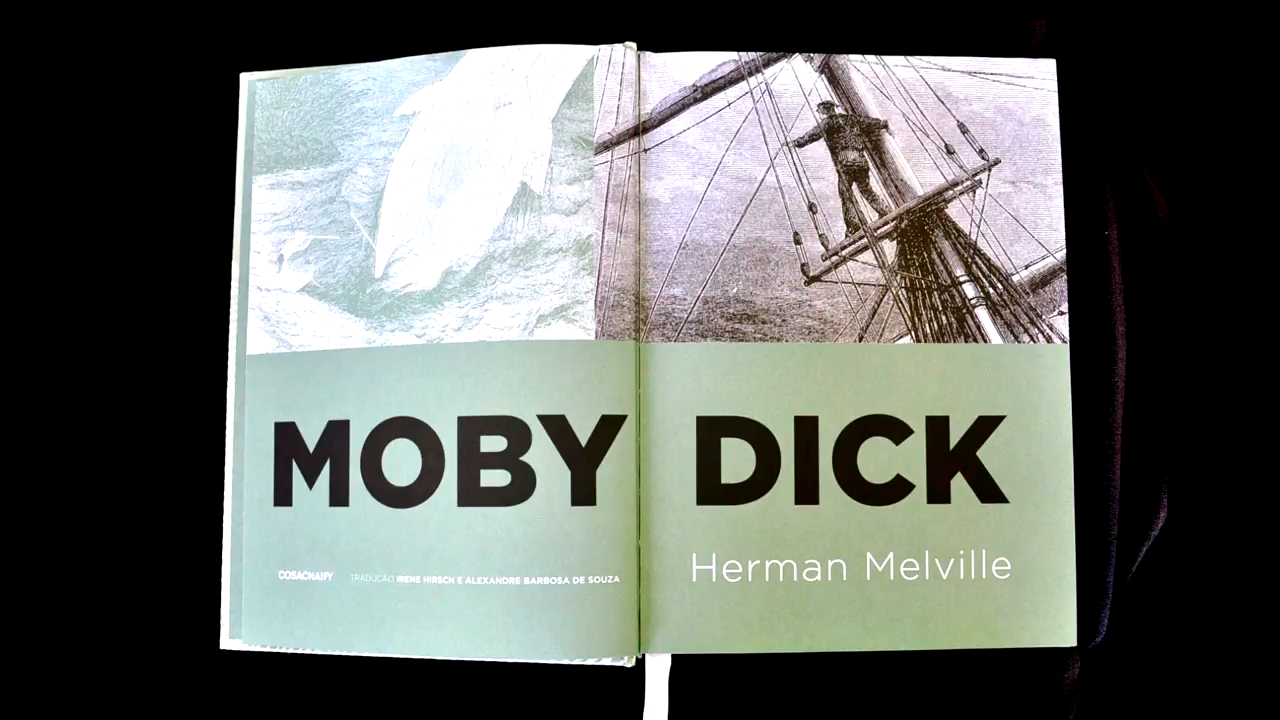 MOBY DICK
Herman Melville
COSACNAIFY TRADUÇÃO IRENE HIRSCH E ALEXANDRE BARBOSA DE SOUZA